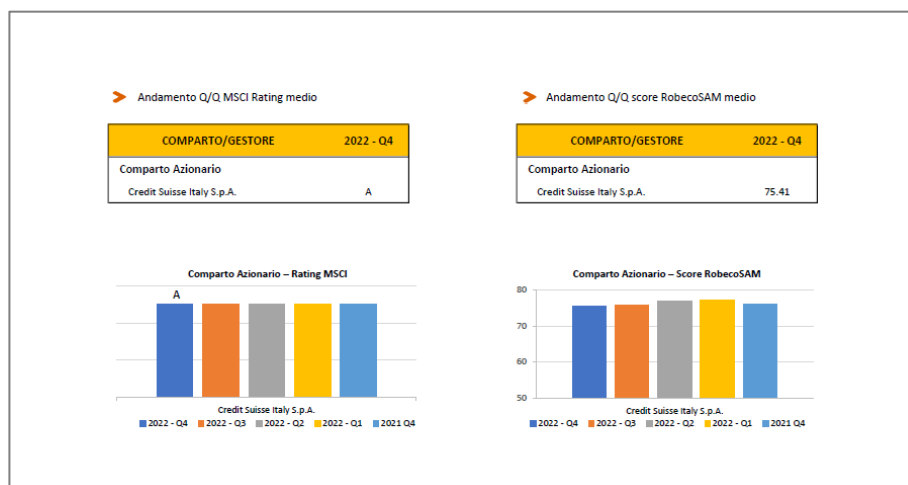 Andamento Q/Q MSCI Rating medio
COMPARTO/GESTORE 2022 - Q4
Comparto Azionario
Credit Suisse Italy S.p.A. A
Comparto Azionario – Rating MSCI
A
Credit Suisse Italy S.p.A.
2022 - Q4 2022 - Q3 2022 - Q2 2022 - Q1 2021 Q4
Andamento Q/Q score RobecoSAM medio
COMPARTO/GESTORE 2022 - Q4
Comparto Azionario
Credit Suisse Italy S.p.A. 75.41
Comparto Azionario – Score RobecoSAM
80
70
60
50
Credit Suisse Italy S.p.A.
2022 - Q4 2022 - Q3 2022 - Q2 2022 - Q1 2021 Q4